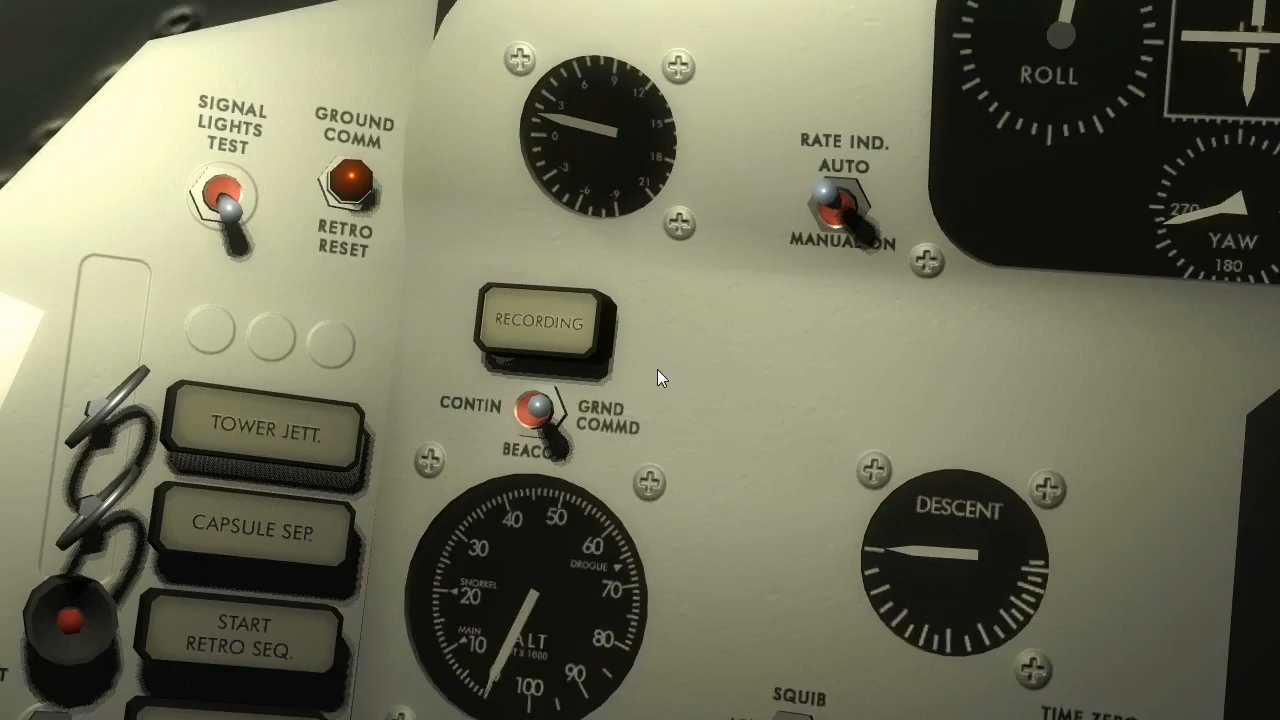 SIGNAL
LIGHTS
TEST
GROUND
COMM
RETRO
RESET
6
9
12
3
15
0
18
-3
21
-6
-9
RATE IND.
AUTO
MANUAL ON
ROLL
270
YAW
180
RECORDING
CONTIN
GRND
COMMD
TOWER JETT.
CAPSULE SEP.
START
RETRO SEQ.
40
50
30
60
DROGUE
SNORKEL
20
70
MAIN
10
ALT
80
90
100
DESCENT
SQUIB
TIME ZERO